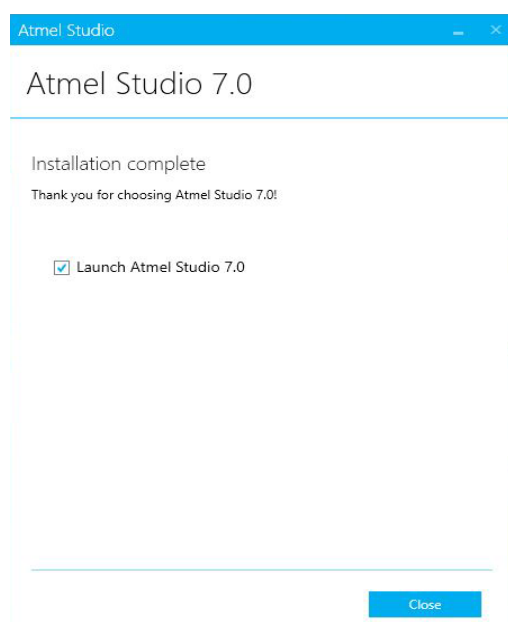 Atmel Studio
Atmel Studio 7.0
Installation complete
Thank you for choosing Atmel Studio 7.0!
Launch Atmel Studio 7.0
Close